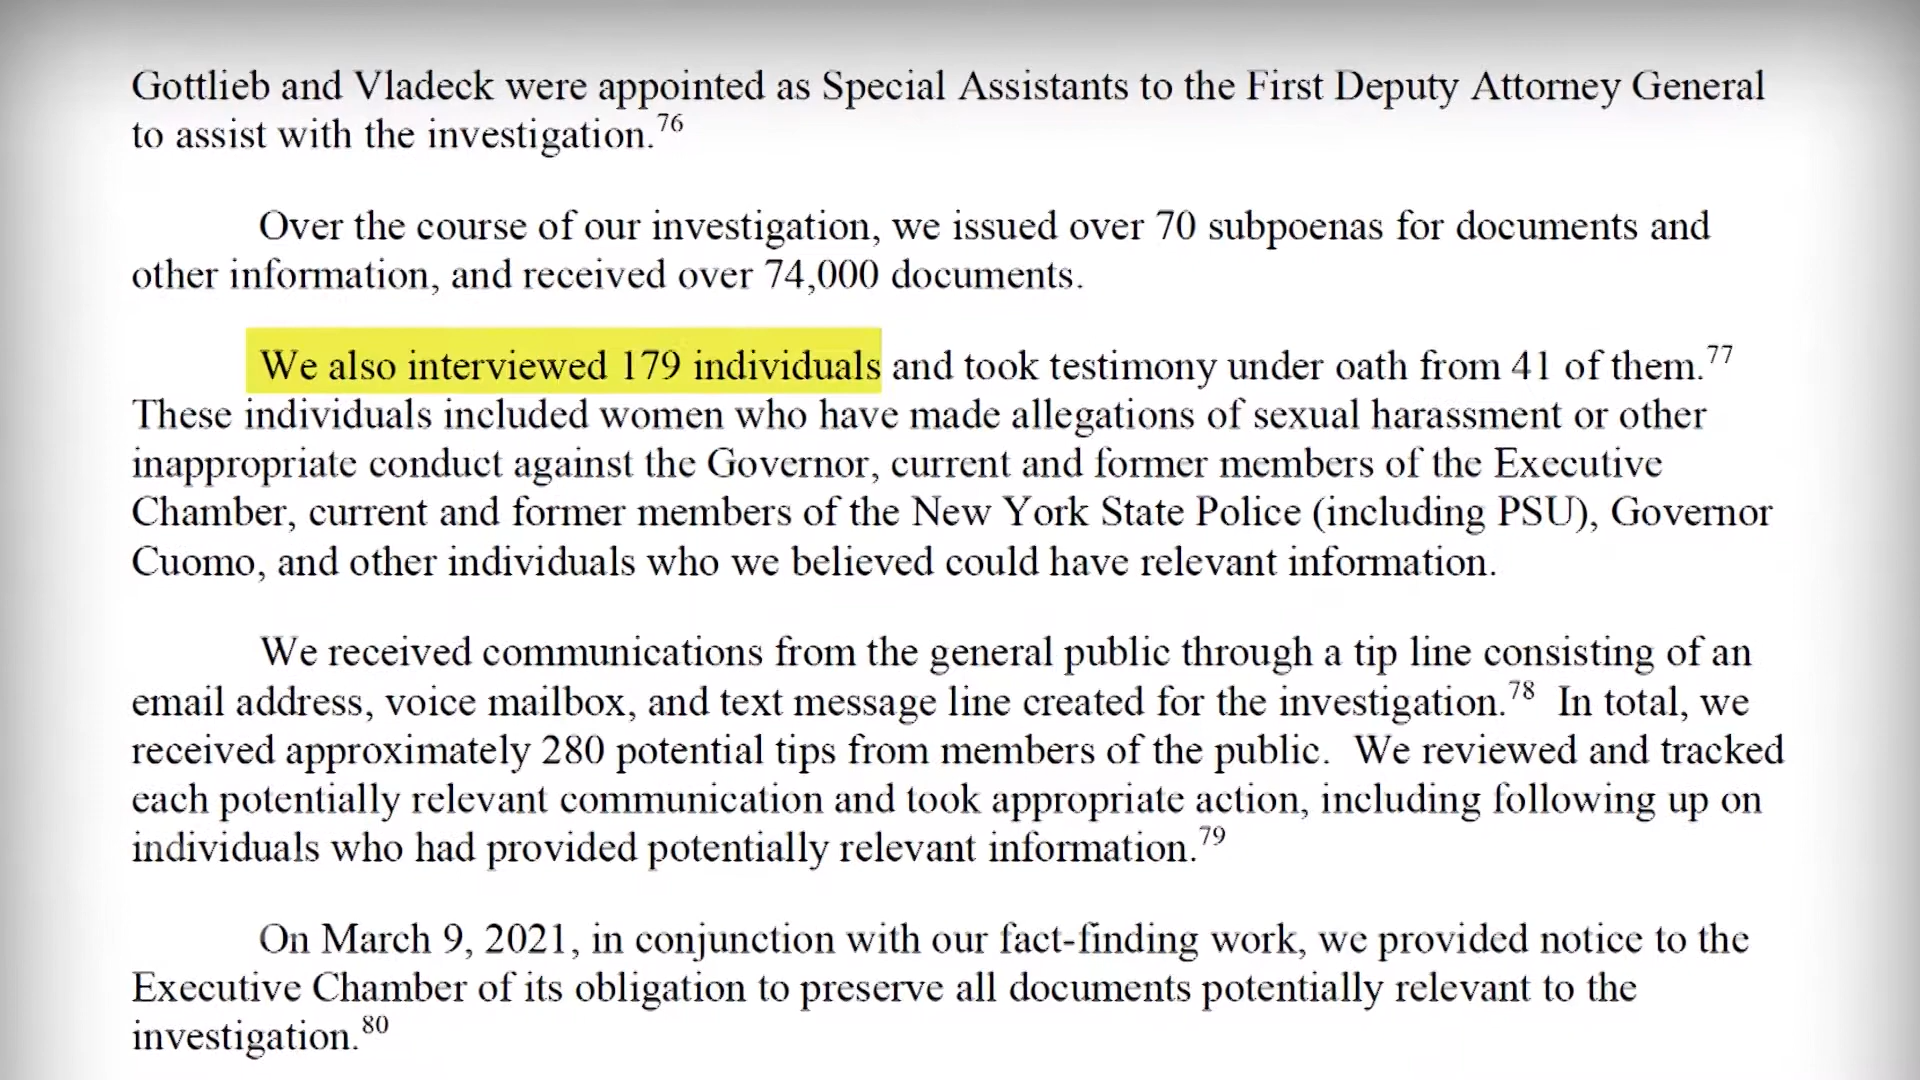 Gottlieb and Vladeck were appointed as Special Assistants to the First Deputy Attorney General
to assist with the investigation.76
Over the course of our investigation, we issued over 70 subpoenas for documents and
other information, and received over 74,000 documents.
We also interviewed 179 individuals and took testimony under oath from 41 of them.77
These individuals included women who have made allegations of sexual harassment or other
inappropriate conduct against the Governor, current and former members of the Executive
Chamber, current and former members of the New York State Police (including PSU), Governor
Cuomo, and other individuals who we believed could have relevant information.
We received communications from the general public through a tip line consisting of an
email address, voice mailbox, and text message line created for the investigation.78 In total, we
received approximately 280 potential tips from members of the public. We reviewed and tracked
each potentially relevant communication and took appropriate action, including following up on
individuals who had provided potentially relevant information.79
On March 9, 2021, in conjunction with our fact-finding work, we provided notice to the
Executive Chamber of its obligation to preserve all documents potentially relevant to the
investigation.80